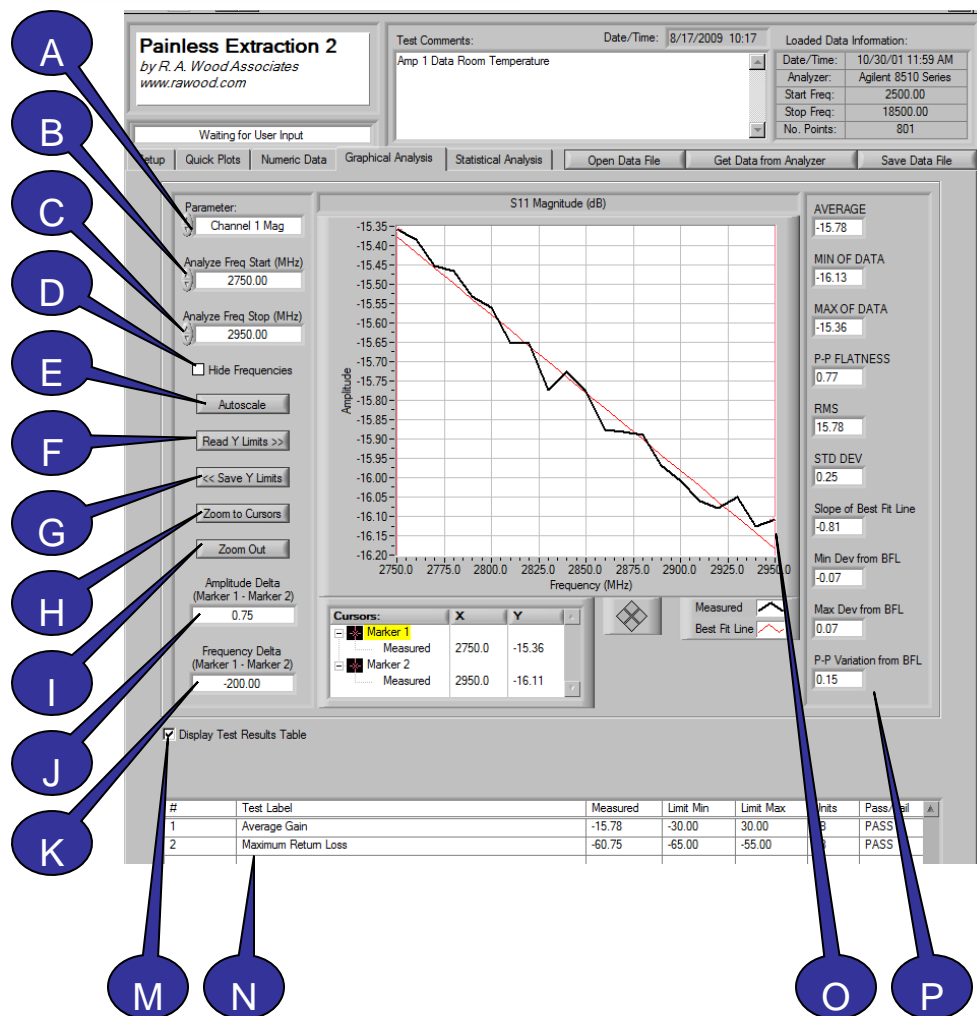 A
B
C
D
E
F
G
H
I
J
K
M
N
O
P
Painless Extraction 2
by R. A. Wood Associates
www.rawood.com
Waiting for User Input
Test Comments:
Date/Time: 8/17/2009 10:17
Amp 1 Data Room Temperature
Loaded Data Information:
Date/Time: 10/30/01 11:59 AM
Analyzer: Agilent 8510 Series
Start Freq: 2500.00
Stop Freq: 18500.00
No. Points: 801
Quick Plots Numeric Data Graphical Analysis Statistical Analysis Open Data File Get Data from Analyzer Save Data File
Parameter:
Channel 1 Mag
Analyze Freq Start (MHz)
2750.00
Analyze Freq Stop (MHz)
2950.00
Hide Frequencies
Autoscale
Read Y Limits >>
<< Save Y Limits
Zoom to Cursors
Zoom Out
Amplitude Delta
(Marker 1 - Marker 2)
0.75
Frequency Delta
(Marker 1 - Marker 2)
-200.00
S11 Magnitude (dB)
Amplitude
-15.35
-15.40
-15.45
-15.50
-15.55
-15.60
-15.65
-15.70
-15.75
-15.80
-15.85
-15.90
-15.95
-16.00
-16.05
-16.10
-16.15
-16.20
2750.0 2775.0 2800.0 2825.0 2850.0 2875.0 2900.0 2925.0 2950.0
Frequency (MHz)
Cursors: X Y
Marker 1
Measured 2750.0 -15.36
Marker 2
Measured 2950.0 -16.11
Measured
Best Fit Line
AVERAGE
-15.78
MIN OF DATA
-16.13
MAX OF DATA
-15.36
P-P FLATNESS
0.77
RMS
15.78
STD DEV
0.25
Slope of Best Fit Line
-0.81
Min Dev from BFL
-0.07
Max Dev from BFL
0.07
P-P Variation from BFL
0.15
Display Test Results Table
# Test Label Measured Limit Min Limit Max Units Pass/Fail
1 Average Gain -15.78 -30.00 30.00 PASS
2 Maximum Return Loss -60.75 -65.00 -55.00 PASS